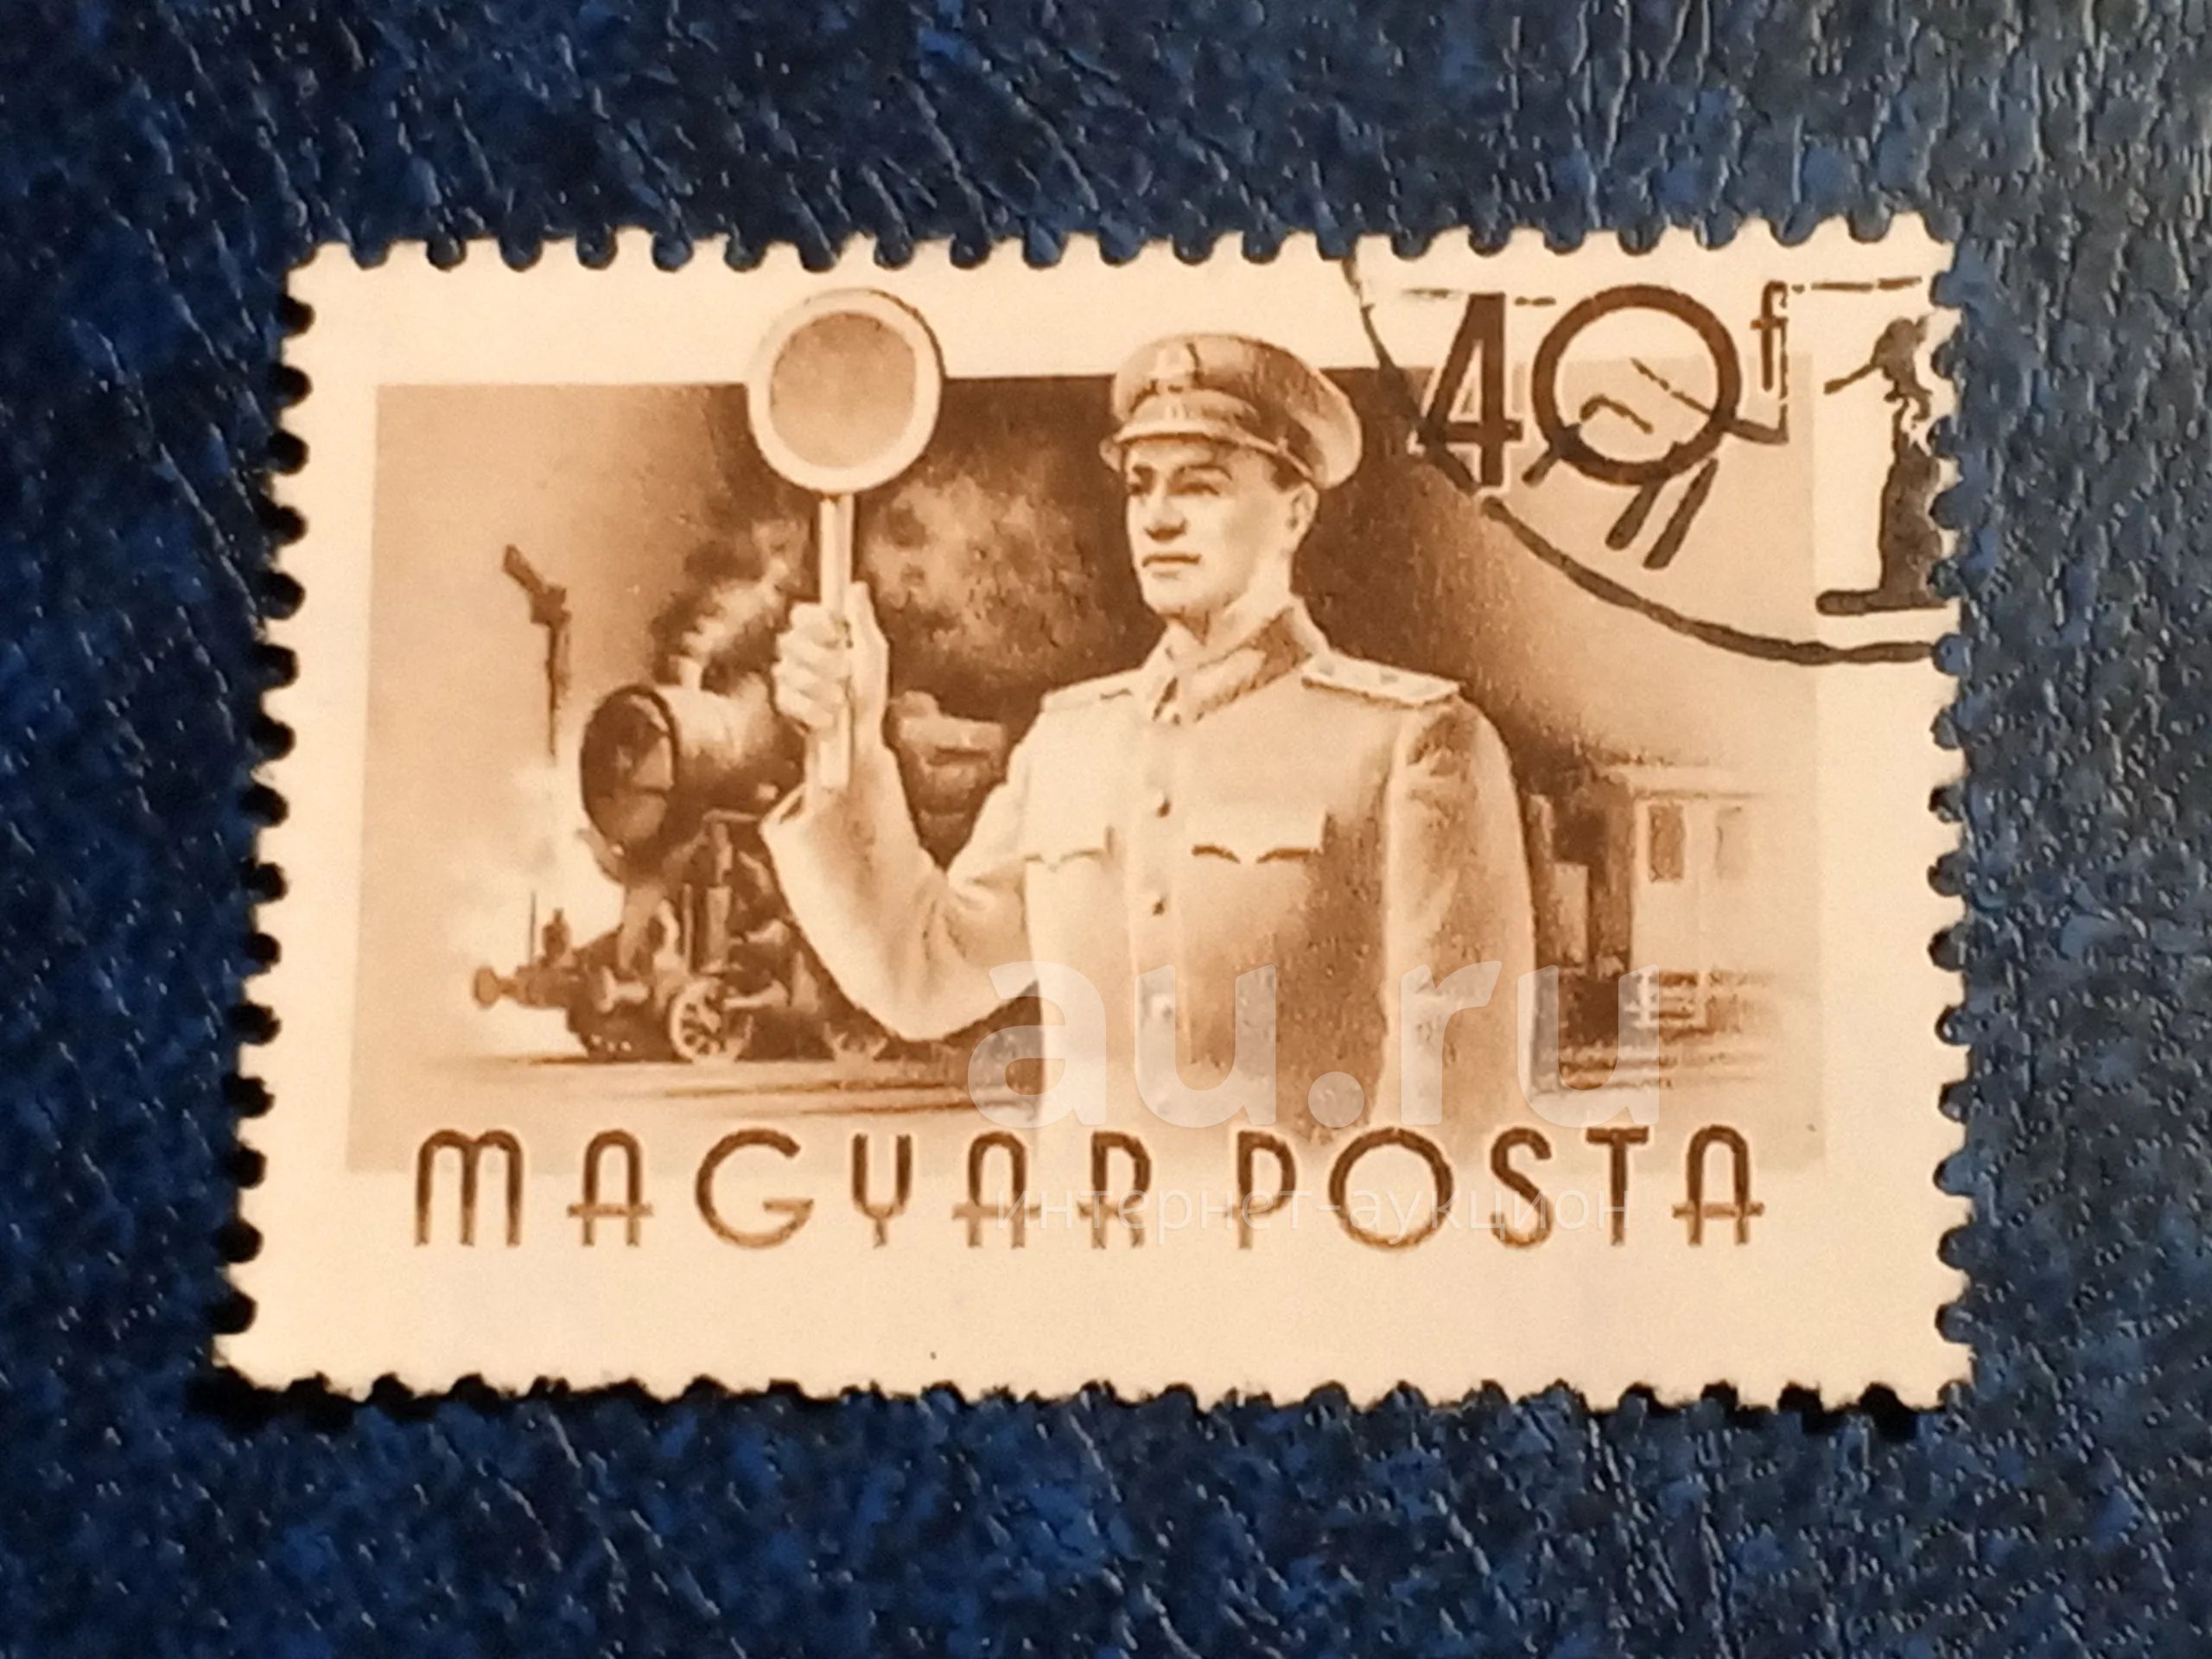 40f
au.ru
MAGYAR POSTA
интернет-аукцион